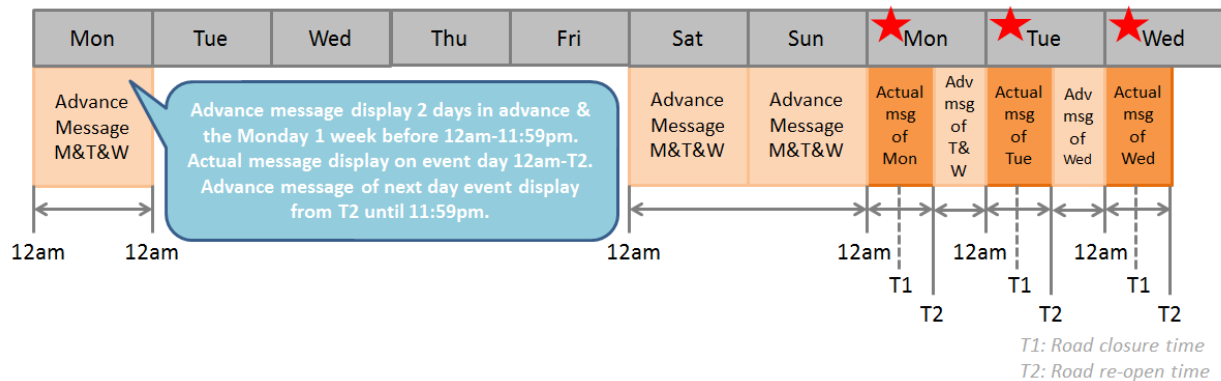 Mon Tue Wed Thu Fri Sat Sun Mon Tue Wed
Advance
Message
M&T&W
Advance message display 2 days in advance &
the Monday 1 week before 12am-11:59pm.
Actual message display on event day 12am-T2.
Advance message of next day event display
from T2 until 11:59pm.
Advance
Message
M&T&W
Advance
Message
M&T&W
Actual
msg
of
Mon
Adv
msg
of
T&
W
Actual
msg
of
Tue
Adv
msg
of
Wed
Actual
msg
of
Wed
12am 12am 12am 12am 12am 12am
T1 T1 T1
T2 T2 T2
T1: Road closure time
T2: Road re-open time